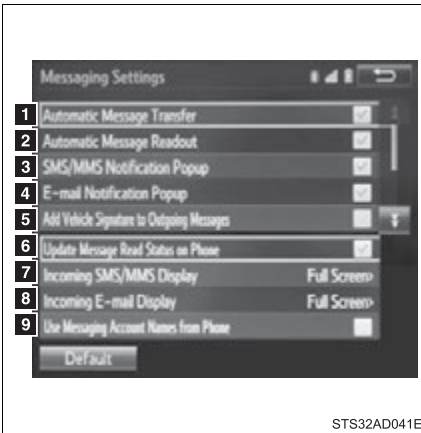 Messaging Settings
1 Automatic Message Transfer
2 Automatic Message Readout
3 SMS/MMS Notification Popup
4 E-mail Notification Popup
5 Add Vehicle Signature to Outgoing Messages
6 Update Message Read Status on Phone
7 Incoming SMS/MMS Display Full Screen>
8 Incoming E-mail Display Full Screen>
9 Use Messaging Account Names from Phone
Default
STS32AD041E